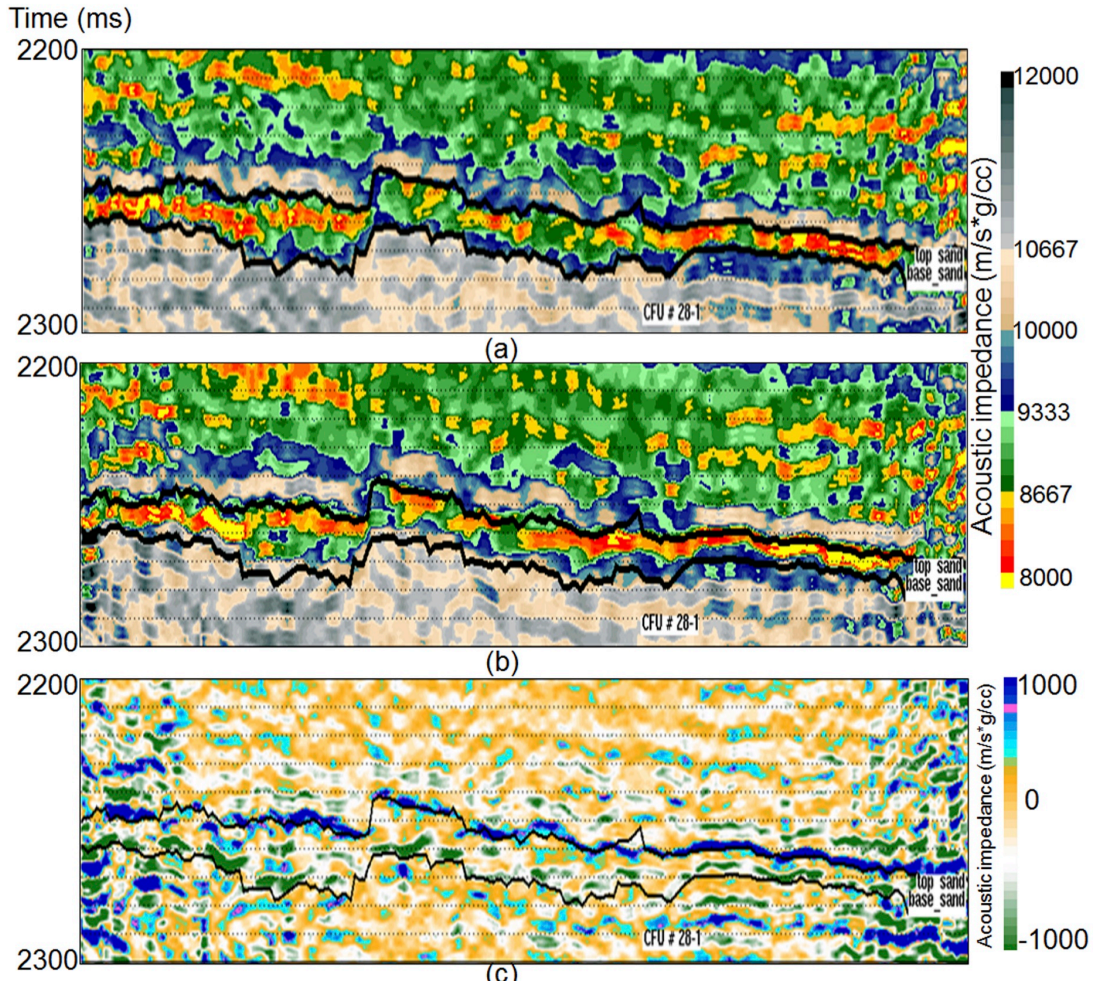 Time (ms)
2200
2300
top sand
base_sand
CFU # 28-1
(a)
2200
2300
top sand
base_sand
CFU # 28-1
(b)
12000
10667
10000
9333
8667
8000
Acoustic impedance (m/s*g/cc)
2200
2300
top sand
base_sand
CFU # 28-1
(c)
1000
0
-1000
Acoustic impedance (m/s*g/cc)